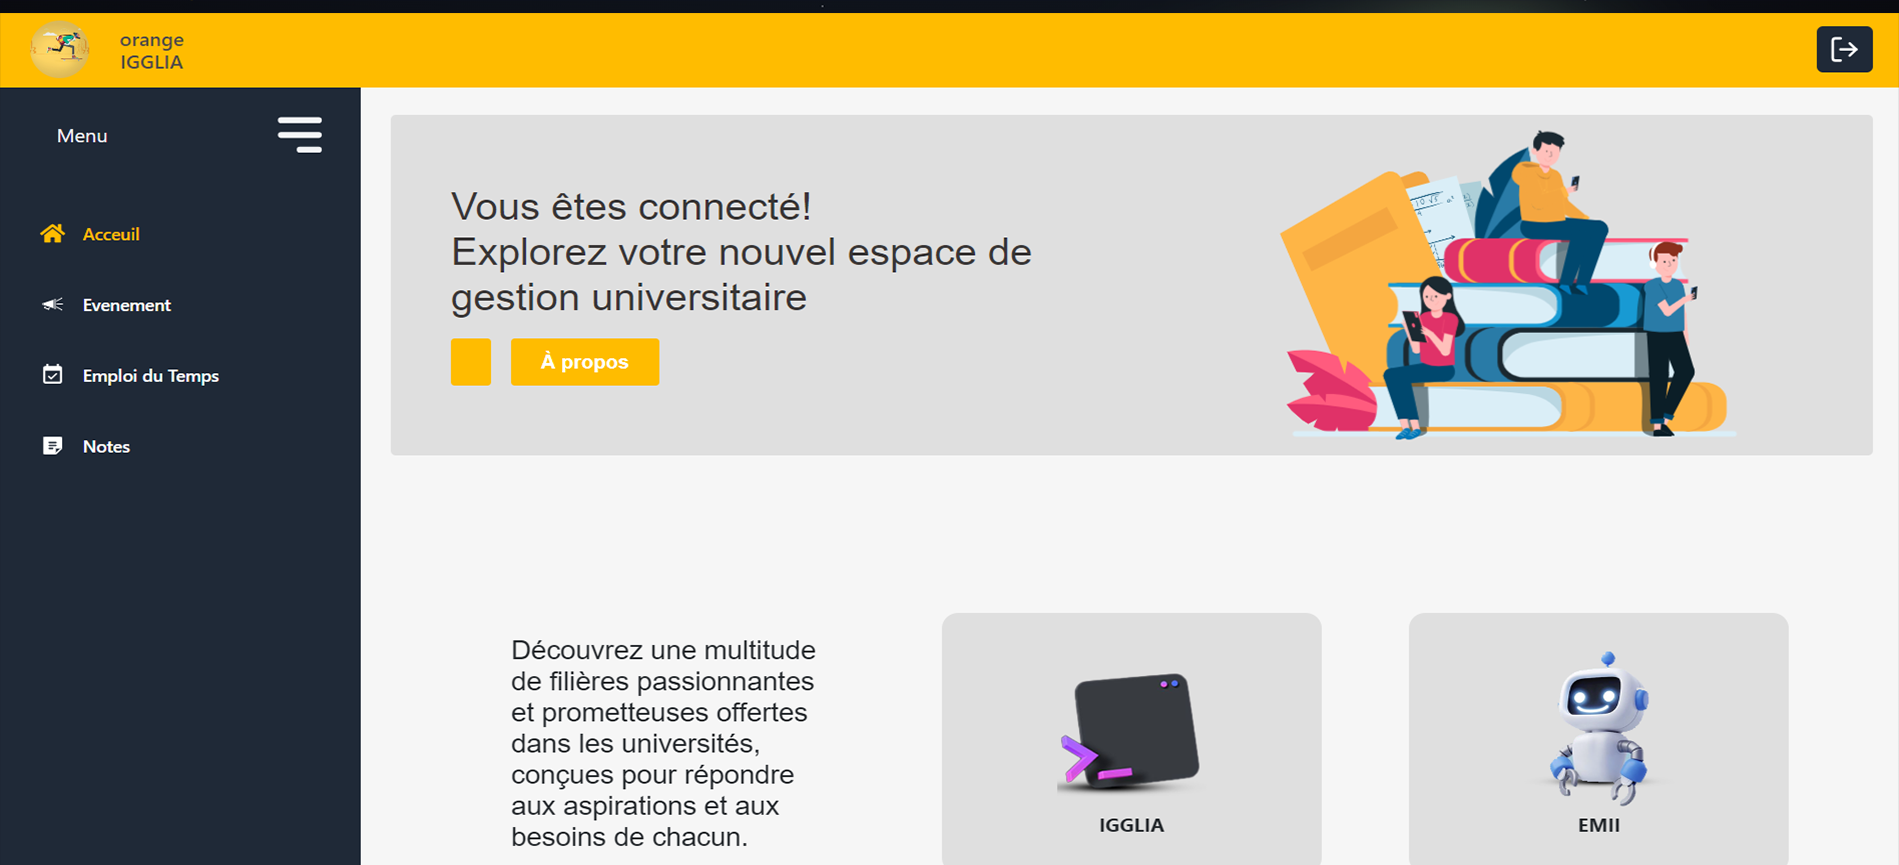 orange
IGGLIA
Menu
Acceuil
Evenement
Emploi du Temps
Notes
Vous êtes connecté!
Explorez votre nouvel espace de
gestion universitaire
À propos
Découvrez une multitude
de filières passionnantes
et prometteuses offertes
dans les universités,
conçues pour répondre
aux aspirations et aux
besoins de chacun.
IGGLIA
EMII